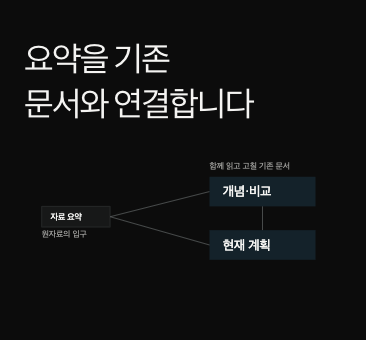 요약을 기존
문서와 연결합니다
함께 읽고 고칠 기존 문서
개념·비교
자료 요약
원자료의 입구
현재 계획